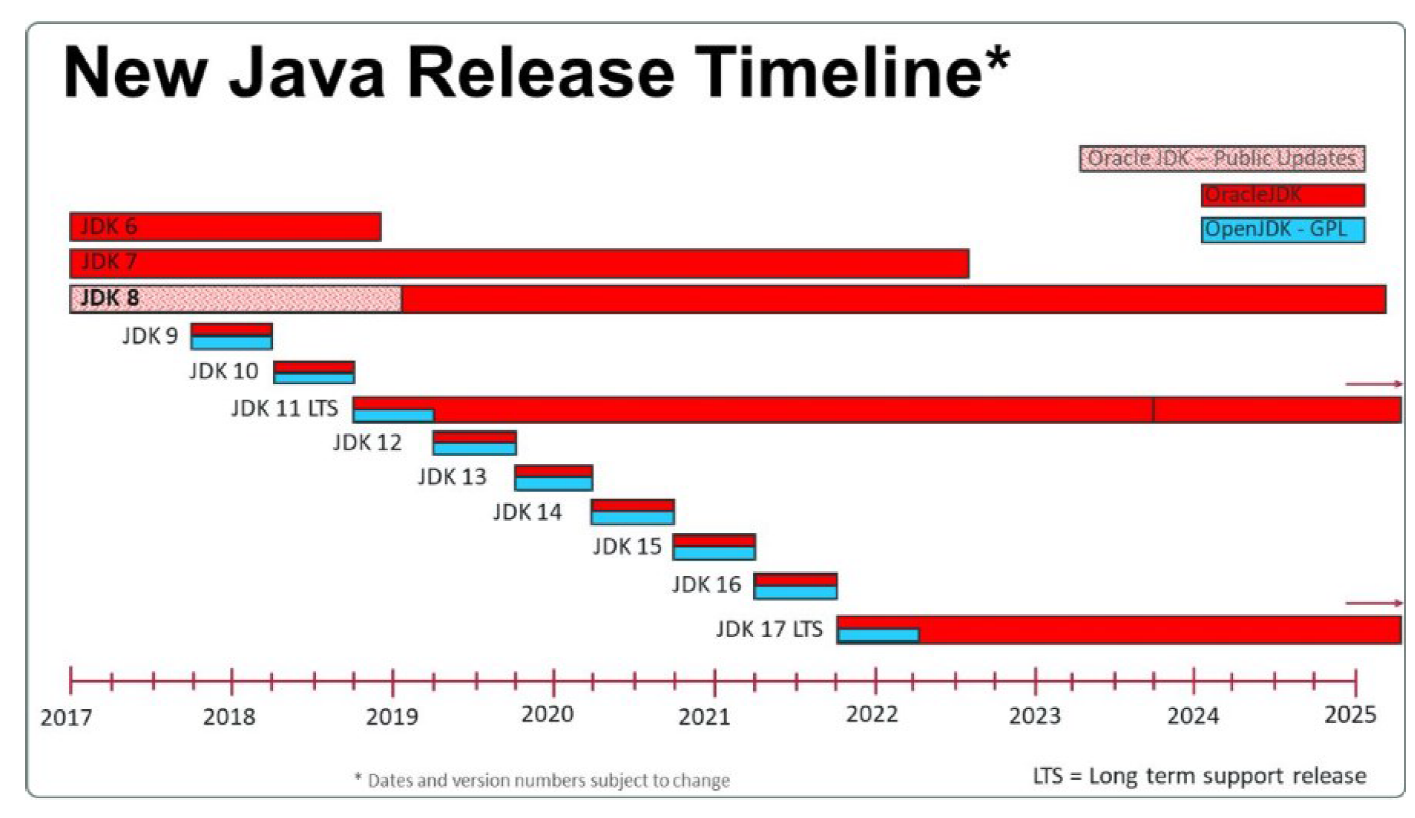 New Java Release Timeline*
Oracle JDK – Public Updates
OracleJDK
OpenJDK - GPL
JDK 6
JDK 7
JDK 8
JDK 9
JDK 10
JDK 11 LTS
JDK 12
JDK 13
JDK 14
JDK 15
JDK 16
JDK 17 LTS
2017 2018 2019 2020 2021 2022 2023 2024 2025
* Dates and version numbers subject to change
LTS = Long term support release